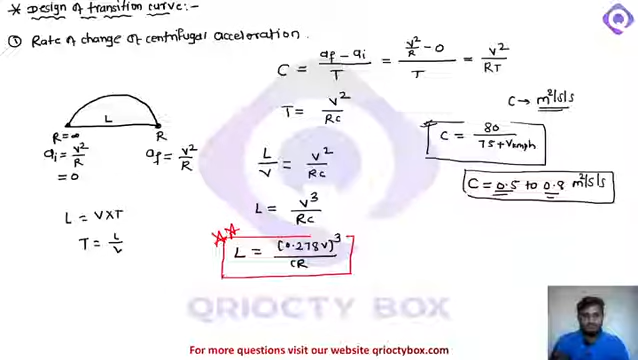 * Design of transition curve:-
① Rate of change of centrifugal acceleration.
C = (af - ai)/T = (v²/R - 0)/T = v²/RT
C → m²/s/s
T = v²/RC
C = 80/(75+Vkmph)
L
R=∞ R
ai = v²/R af = v²/R
= 0
L/v = v²/RC
C = 0.5 to 0.8 m²/s/s
L = V×T
L = v³/RC
T = L/v
L = (0.278V)³/CR
QRIOCTY BOX
For more questions visit our website qrioctybox.com